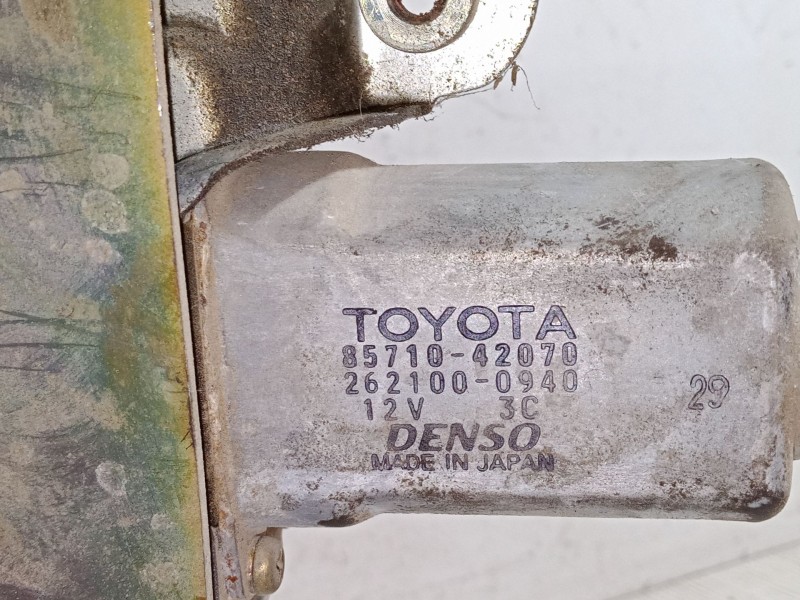 TOYOTA
85710-42070
262100-0940
12V 3C
29
DENSO
MADE IN JAPAN